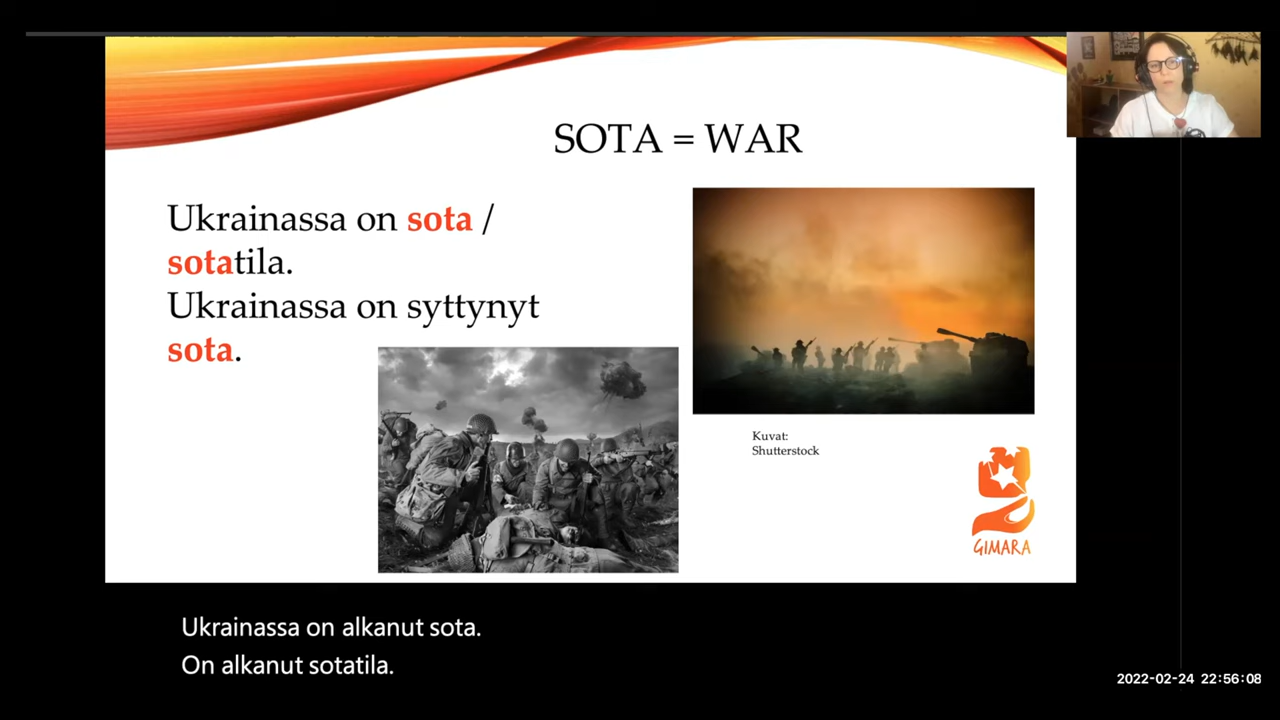 SOTA = WAR
Ukrainassa on sota /
sotatila.
Ukrainassa on syttynyt
sota.
Kuvat:
Shutterstock
GIMARA
Ukrainassa on alkanut sota.
On alkanut sotatila.
2022-02-24 22:56:08